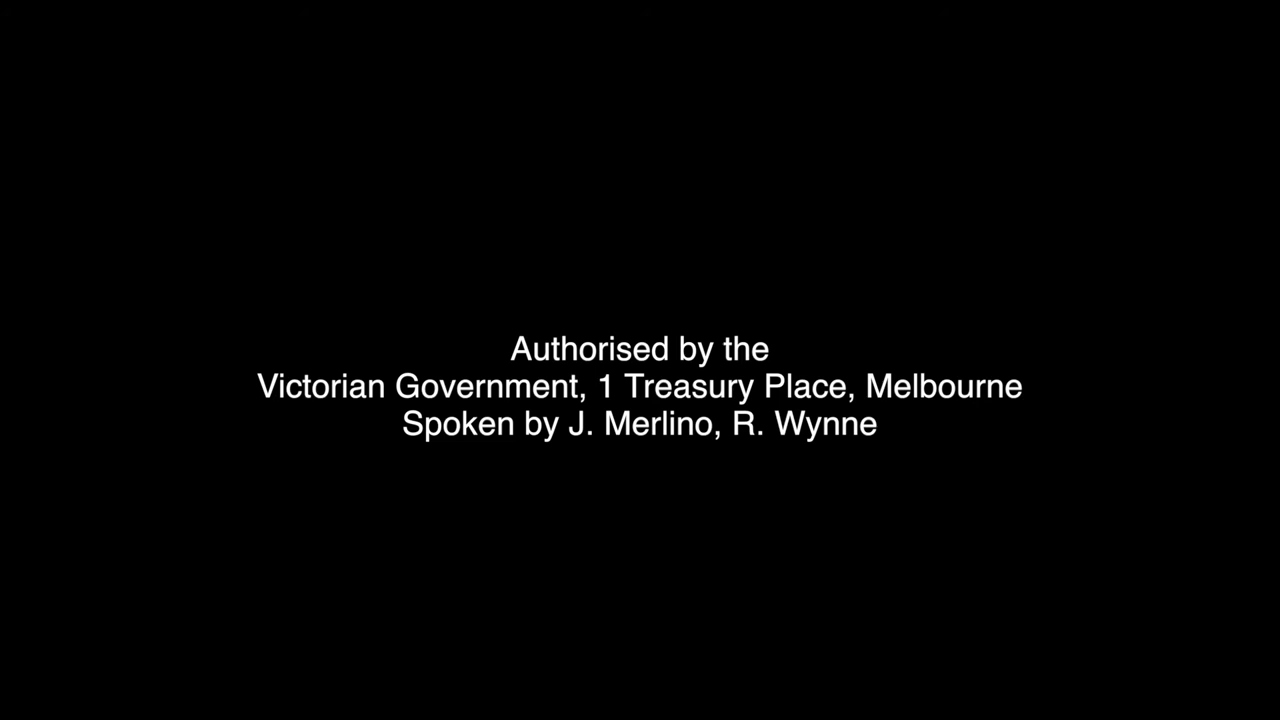 Authorised by the
Victorian Government, 1 Treasury Place, Melbourne
Spoken by J. Merlino, R. Wynne